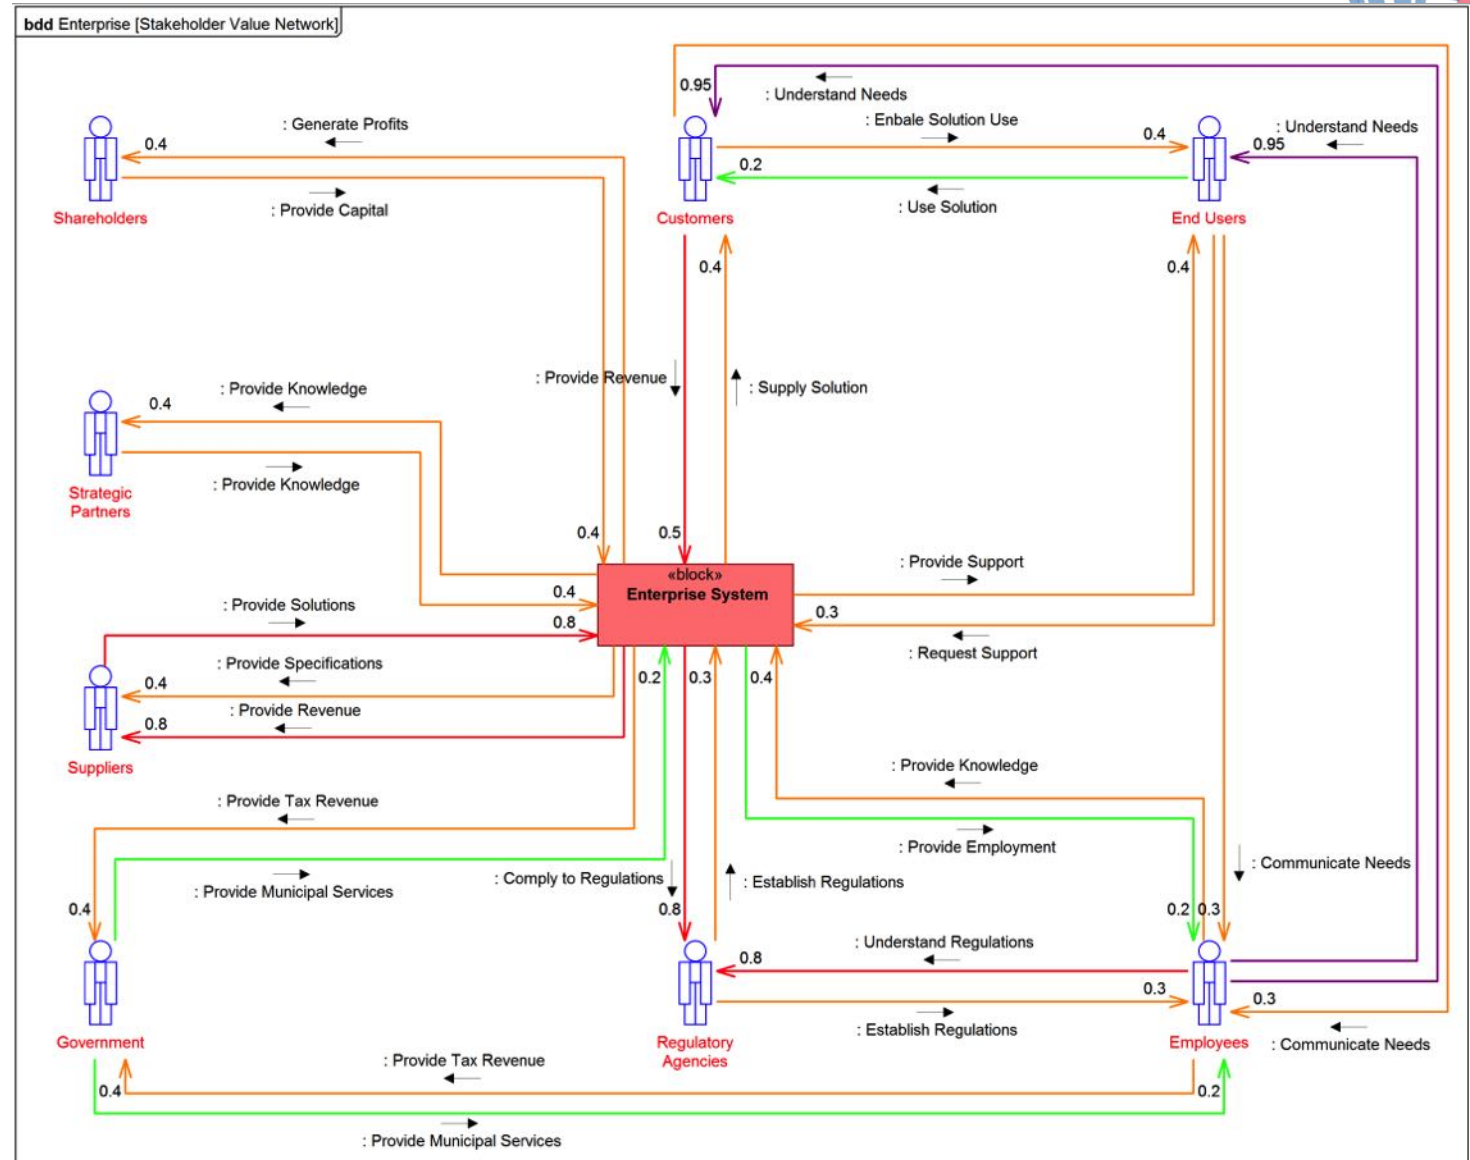 bdd Enterprise [Stakeholder Value Network]
0.95
: Understand Needs
: Generate Profits
0.4
: Enbale Solution Use
0.4
: Understand Needs
0.95
0.2
: Provide Capital
: Use Solution
Shareholders
Customers
End Users
0.4
0.4
: Provide Revenue
: Supply Solution
: Provide Knowledge
0.4
: Provide Knowledge
Strategic
Partners
0.4
0.5
: Provide Support
«block»
Enterprise System
0.4
: Provide Solutions
0.8
0.3
: Request Support
: Provide Specifications
0.4
0.2
0.3
0.4
: Provide Revenue
0.8
Suppliers
: Provide Knowledge
: Provide Tax Revenue
: Provide Employment
: Communicate Needs
: Comply to Regulations
: Establish Regulations
: Provide Municipal Services
0.4
0.8
0.2
0.3
: Understand Regulations
0.8
0.3
0.3
: Establish Regulations
Government
Regulatory
Agencies
Employees
: Communicate Needs
: Provide Tax Revenue
0.4
0.2
: Provide Municipal Services